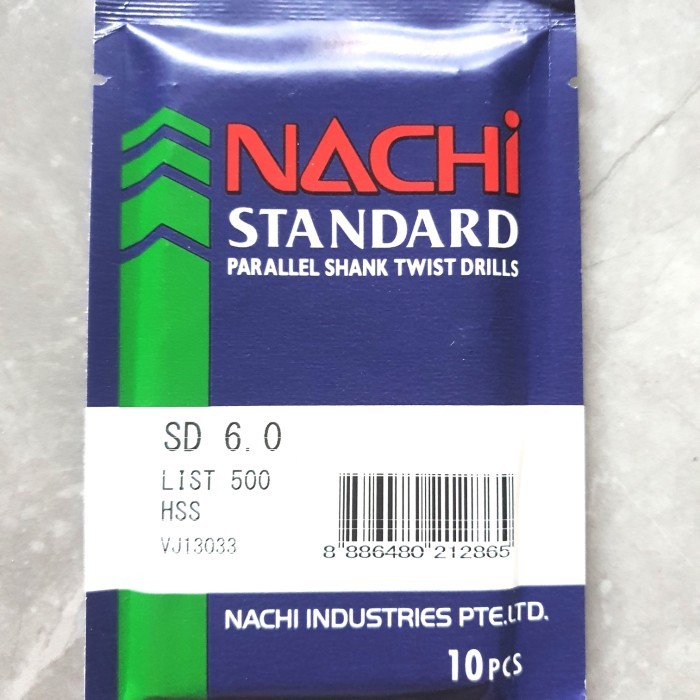 NACHi
STANDARD
PARALLEL SHANK TWIST DRILLS
SD 6.0
LIST 500
HSS
VJ13033
8 886480 212865
NACHI INDUSTRIES PTE.LTD.
10PCS